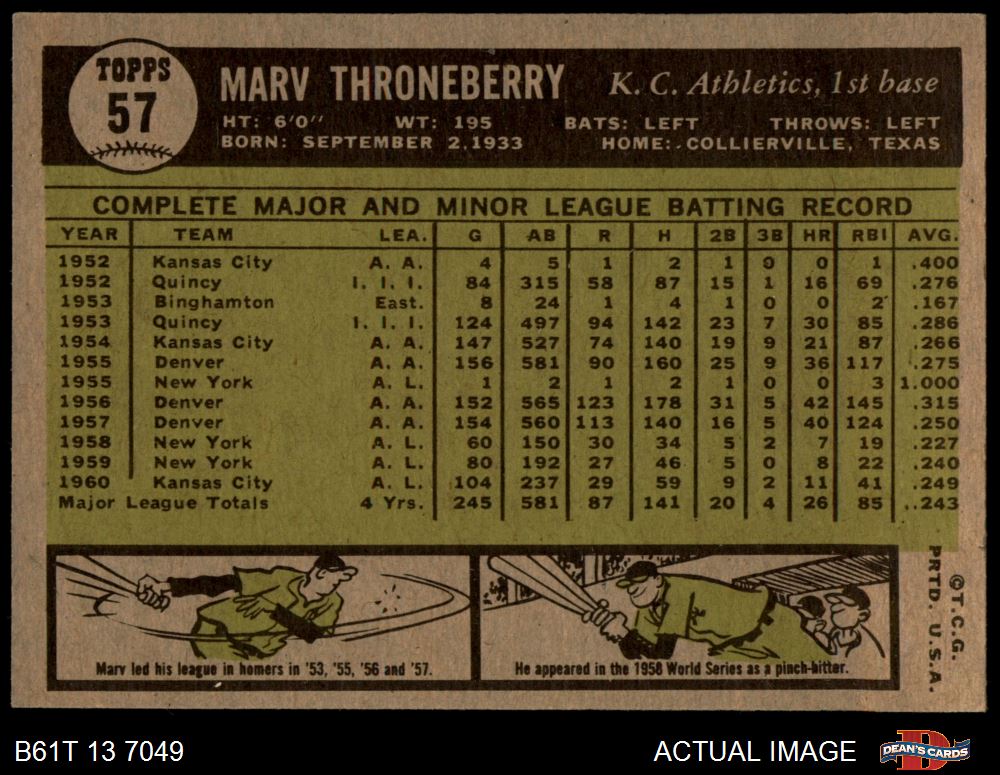 TOPPS
57
MARV THRONEBERRY K. C. Athletics, 1st base
HT: 6'0" WT: 195 BATS: LEFT THROWS: LEFT
BORN: SEPTEMBER 2, 1933 HOME: COLLIERVILLE, TEXAS
COMPLETE MAJOR AND MINOR LEAGUE BATTING RECORD
YEAR TEAM LEA. G AB R H 2B 3B HR RBI AVG.
1952 Kansas City A. A. 4 5 1 2 1 0 0 1 .400
1952 Quincy I. I. I. 84 315 58 87 15 1 16 69 .276
1953 Binghamton East. 8 24 1 4 1 0 0 2 .167
1953 Quincy I. I. I. 124 497 94 142 23 7 30 85 .286
1954 Kansas City A. A. 147 527 74 140 19 9 21 87 .266
1955 Denver A. A. 156 581 90 160 25 9 36 117 .275
1955 New York A. L. 1 2 1 2 1 0 0 3 1.000
1956 Denver A. A. 152 565 123 178 31 5 42 145 .315
1957 Denver A. A. 154 560 113 140 16 5 40 124 .250
1958 New York A. L. 60 150 30 34 5 2 7 19 .227
1959 New York A. L. 80 192 27 46 5 0 8 22 .240
1960 Kansas City A. L. 104 237 29 59 9 2 11 41 .249
Major League Totals 4 Yrs. 245 581 87 141 20 4 26 85 .243
Marv led his league in homers in '53, '55, '56 and '57.
He appeared in the 1958 World Series as a pinch-hitter.
©T.C.G.
PRTD. U.S.A.
B61T 13 7049 ACTUAL IMAGE DEAN'S CARDS